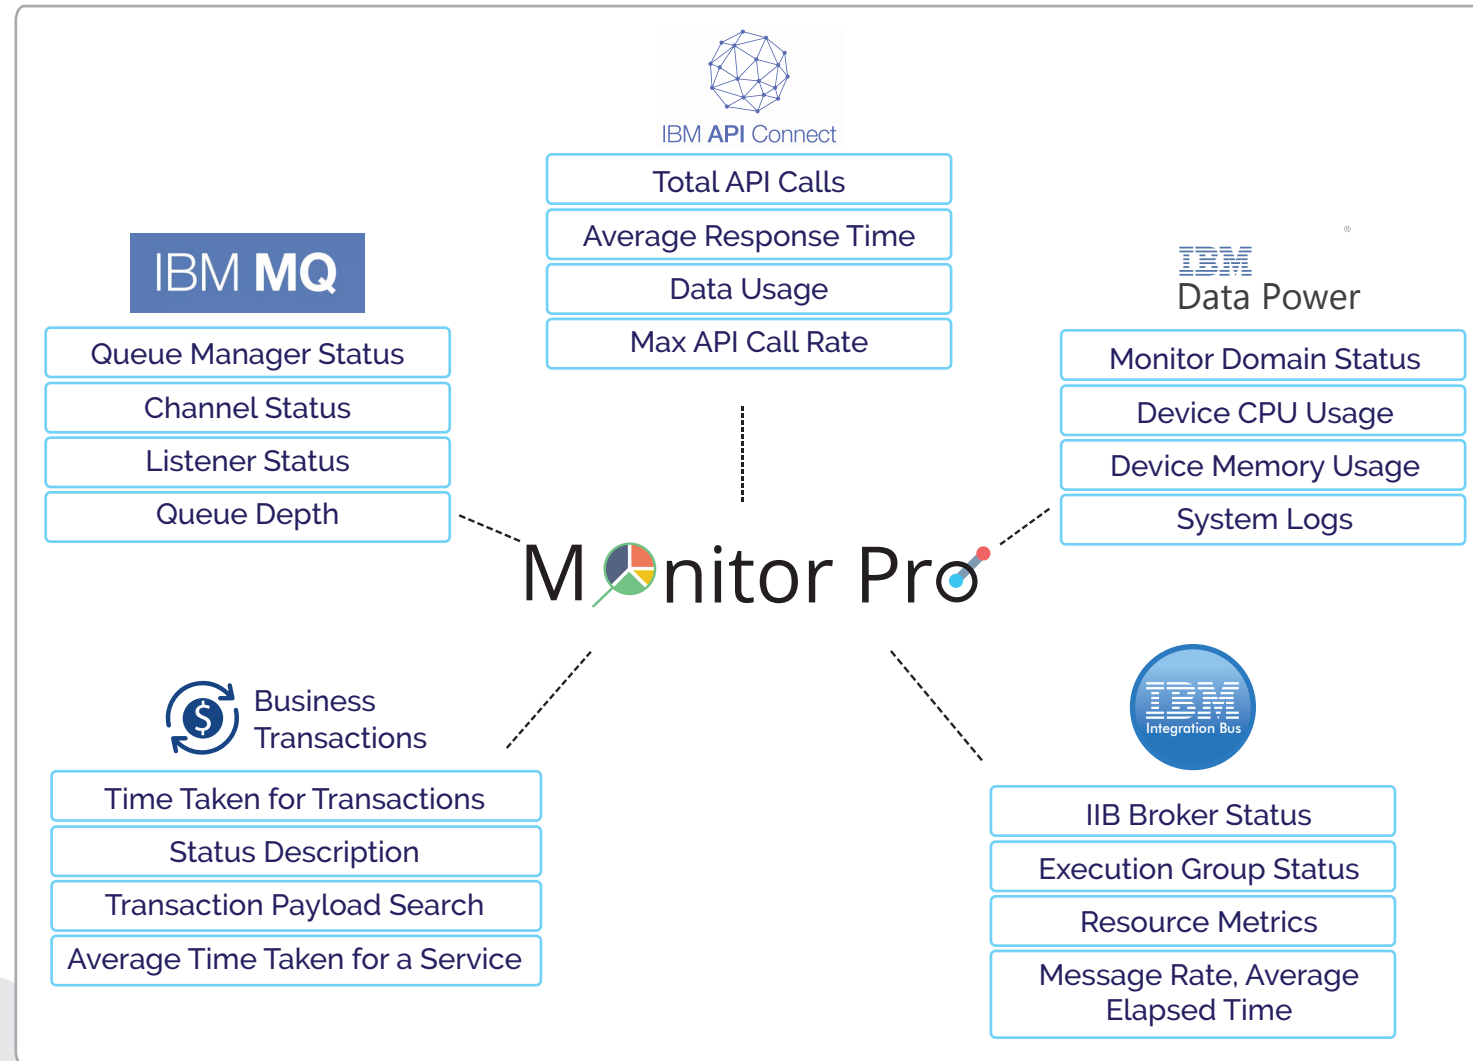 IBM API Connect
Total API Calls
Average Response Time
Data Usage
Max API Call Rate
IBM MQ
Queue Manager Status
Channel Status
Listener Status
Queue Depth
®
IBM
Data Power
Monitor Domain Status
Device CPU Usage
Device Memory Usage
System Logs
Monitor Pro
$
Business
Transactions
Time Taken for Transactions
Status Description
Transaction Payload Search
Average Time Taken for a Service
IBM
Integration Bus
IIB Broker Status
Execution Group Status
Resource Metrics
Message Rate, Average
Elapsed Time